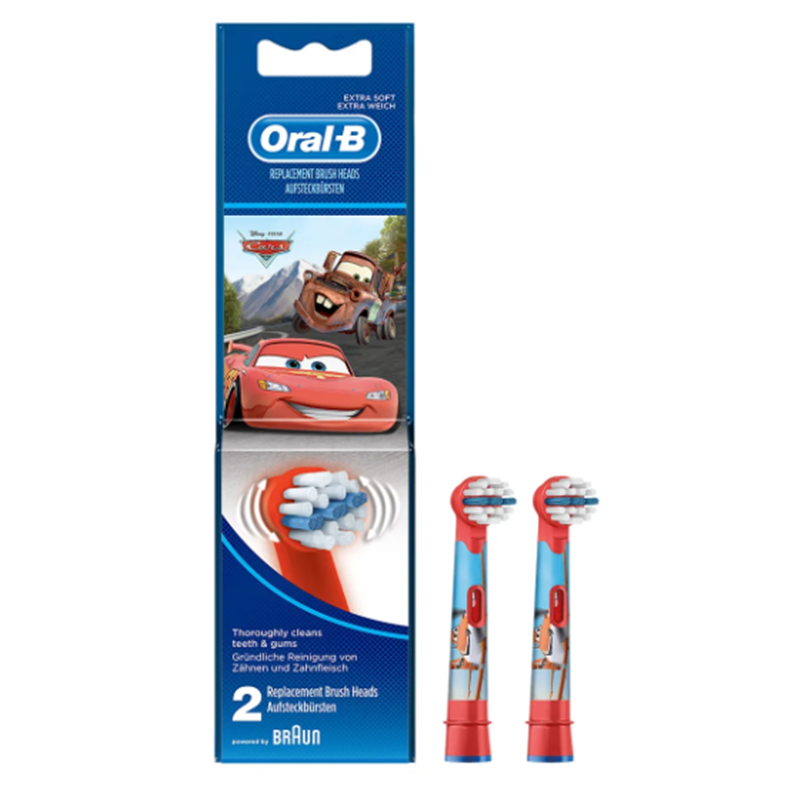 EXTRA SOFT
EXTRA WEICH
Oral-B
REPLACEMENT BRUSH HEADS
AUFSTECKBÜRSTEN
Disney · PIXAR
Cars
Thoroughly cleans
teeth & gums
Gründliche Reinigung von
Zähnen und Zahnfleisch
2 Replacement Brush Heads
Aufsteckbürsten
powered by BRAUN